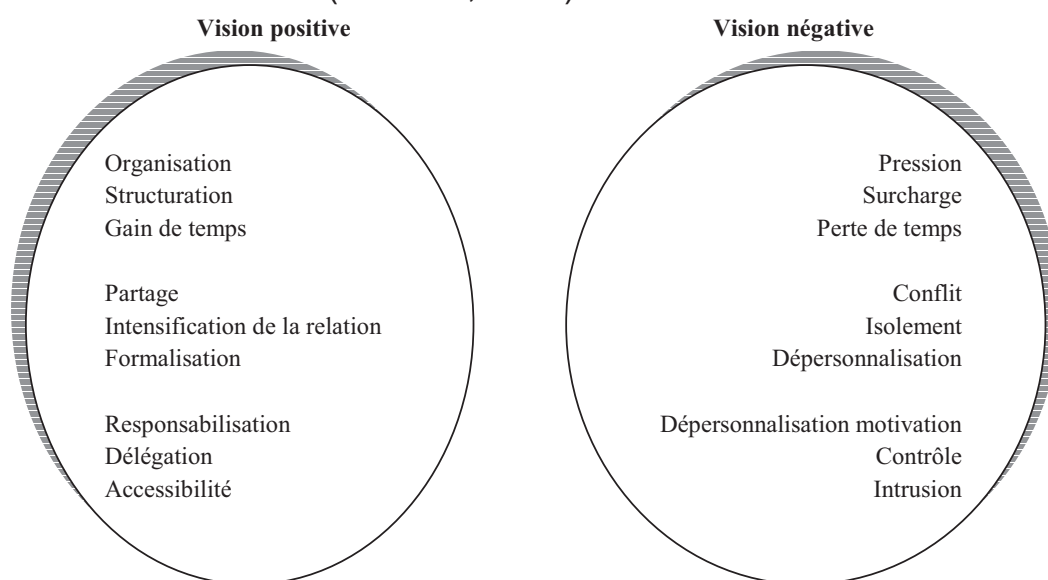 Vision positive
Vision négative
Organisation
Structuration
Gain de temps
Partage
Intensification de la relation
Formalisation
Responsabilisation
Délégation
Accessibilité
Pression
Surcharge
Perte de temps
Conflit
Isolement
Dépersonnalisation
Dépersonnalisation motivation
Contrôle
Intrusion